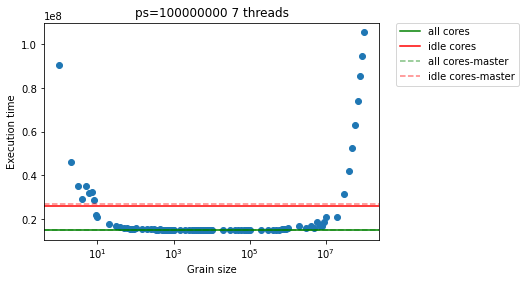 ps=100000000 7 threads
1e8
1.0
0.8
0.6
0.4
0.2
Execution time
10¹
10³
10⁵
10⁷
Grain size
all cores
idle cores
all cores-master
idle cores-master